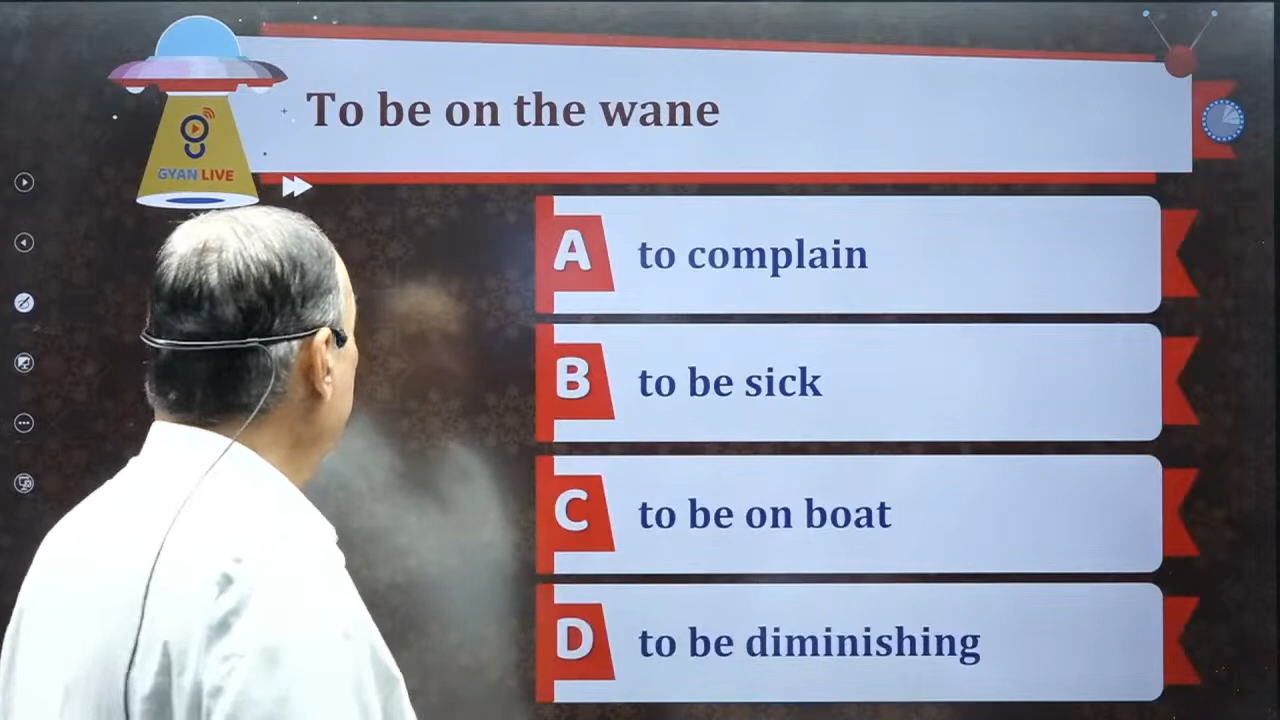 To be on the wane
GYAN LIVE
A to complain
B to be sick
C to be on boat
D to be diminishing